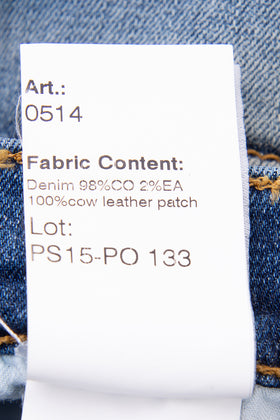 Art.:
0514
Fabric Content:
Denim 98%CO 2%EA
100%cow leather patch
Lot:
PS15-PO 133